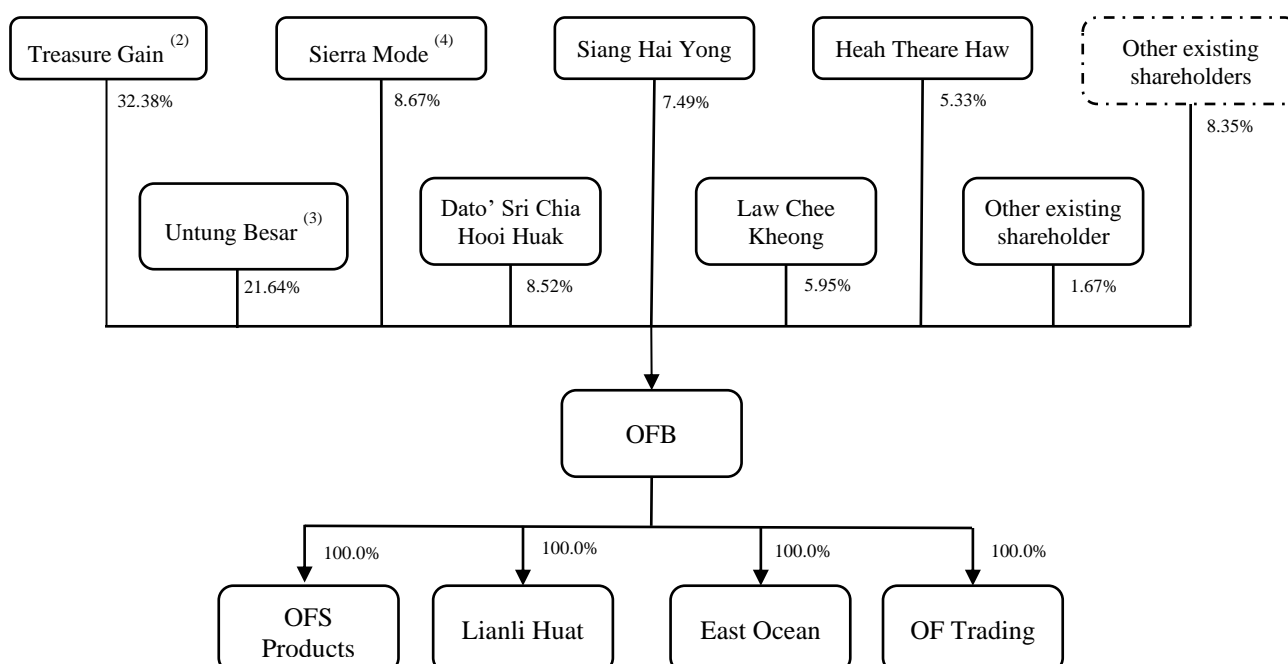 Treasure Gain (2)
Sierra Mode (4)
Siang Hai Yong
Heah Theare Haw
Other existing
shareholders
32.38%
8.67%
7.49%
5.33%
8.35%
Untung Besar (3)
Dato’ Sri Chia
Hooi Huak
Law Chee
Kheong
Other existing
shareholder
21.64%
8.52%
5.95%
1.67%
OFB
100.0%
100.0%
100.0%
100.0%
OFS
Products
Lianli Huat
East Ocean
OF Trading